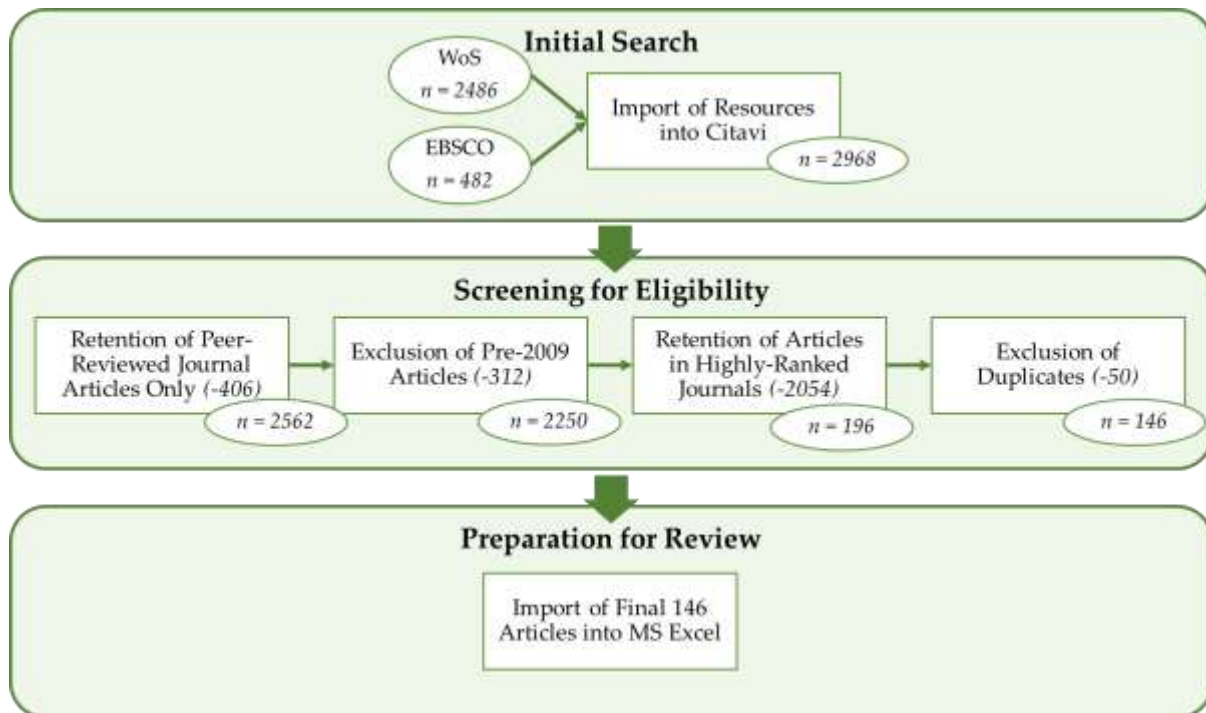 Initial Search
WoS
n = 2486
EBSCO
n = 482
Import of Resources
into Citavi
n = 2968
Screening for Eligibility
Retention of Peer-
Reviewed Journal
Articles Only (-406)
n = 2562
Exclusion of Pre-2009
Articles (-312)
n = 2250
Retention of Articles
in Highly-Ranked
Journals (-2054)
n = 196
Exclusion of
Duplicates (-50)
n = 146
Preparation for Review
Import of Final 146
Articles into MS Excel